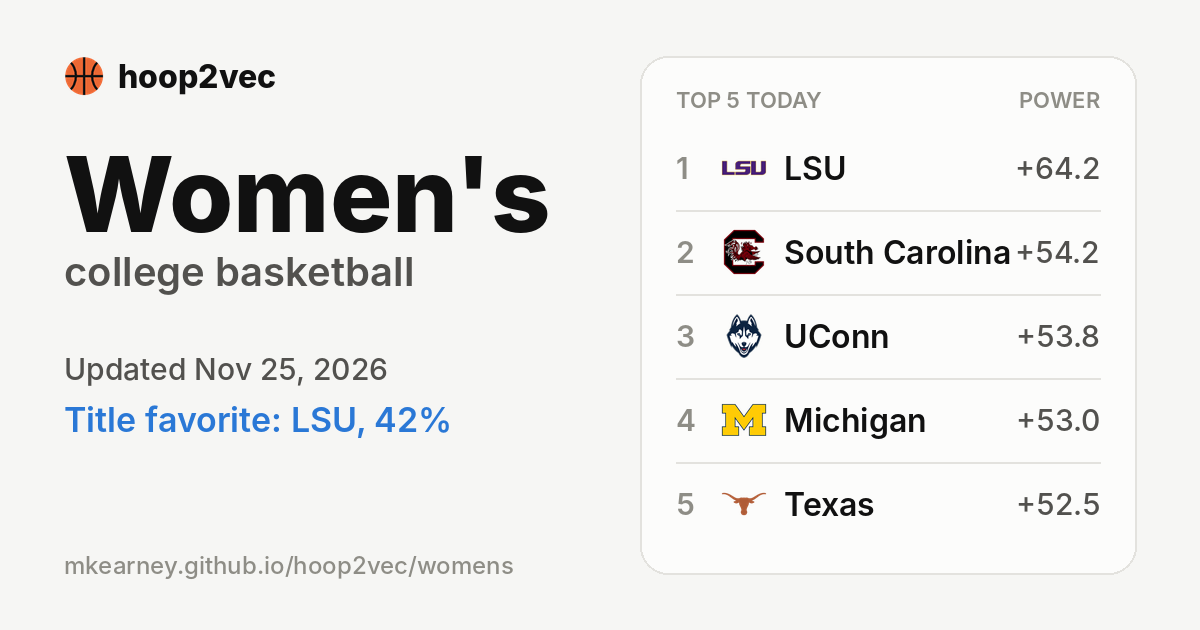 hoop2vec
Women's
college basketball
Updated Nov 25, 2026
Title favorite: LSU, 42%
mkearney.github.io/hoop2vec/womens
TOP 5 TODAY POWER
1 LSU LSU +64.2
2 C South Carolina +54.2
3 UConn +53.8
4 M Michigan +53.0
5 Texas +52.5